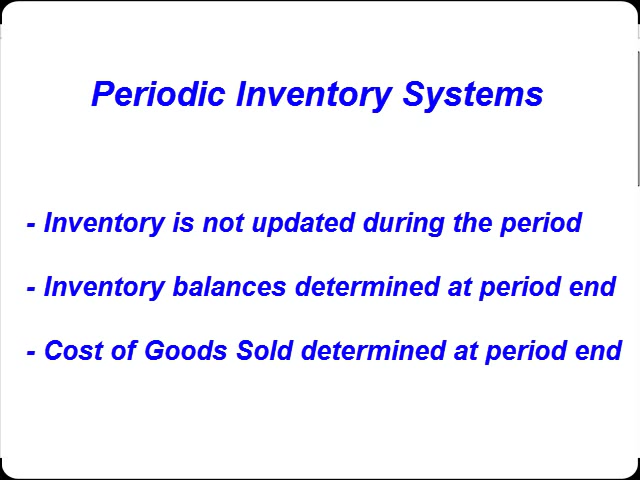 Periodic Inventory Systems
- Inventory is not updated during the period
- Inventory balances determined at period end
- Cost of Goods Sold determined at period end